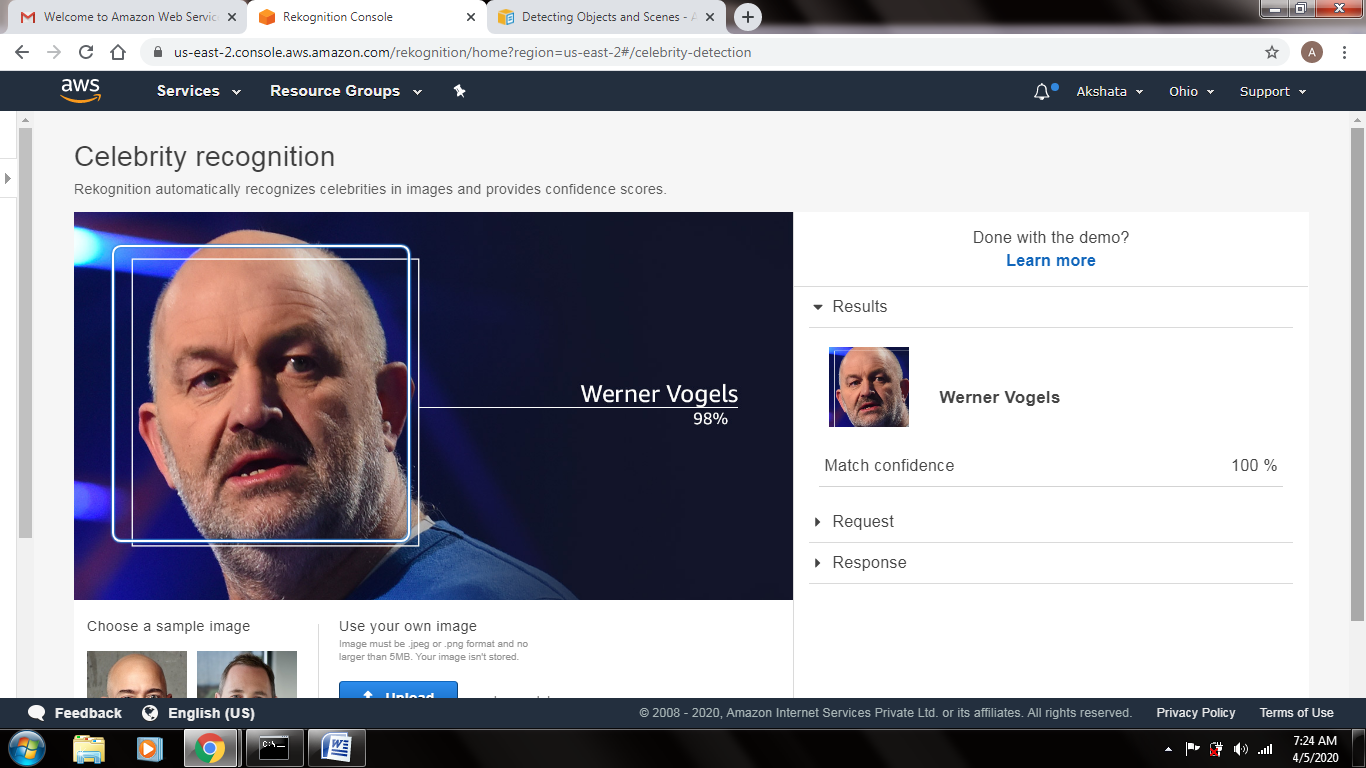 Welcome to Amazon Web Servic
Rekognition Console
Detecting Objects and Scenes - A
us-east-2.console.aws.amazon.com/rekognition/home?region=us-east-2#/celebrity-detection
A
aws
Services
Resource Groups
Akshata
Ohio
Support
Celebrity recognition
Rekognition automatically recognizes celebrities in images and provides confidence scores.
Werner Vogels
98%
Done with the demo?
Learn more
Results
Werner Vogels
Match confidence
100 %
Request
Response
Choose a sample image
Use your own image
Image must be .jpeg or .png format and no
larger than 5MB. Your image isn't stored.
Upload
Feedback
English (US)
© 2008 - 2020, Amazon Internet Services Private Ltd. or its affiliates. All rights reserved.
Privacy Policy
Terms of Use
7:24 AM
4/5/2020